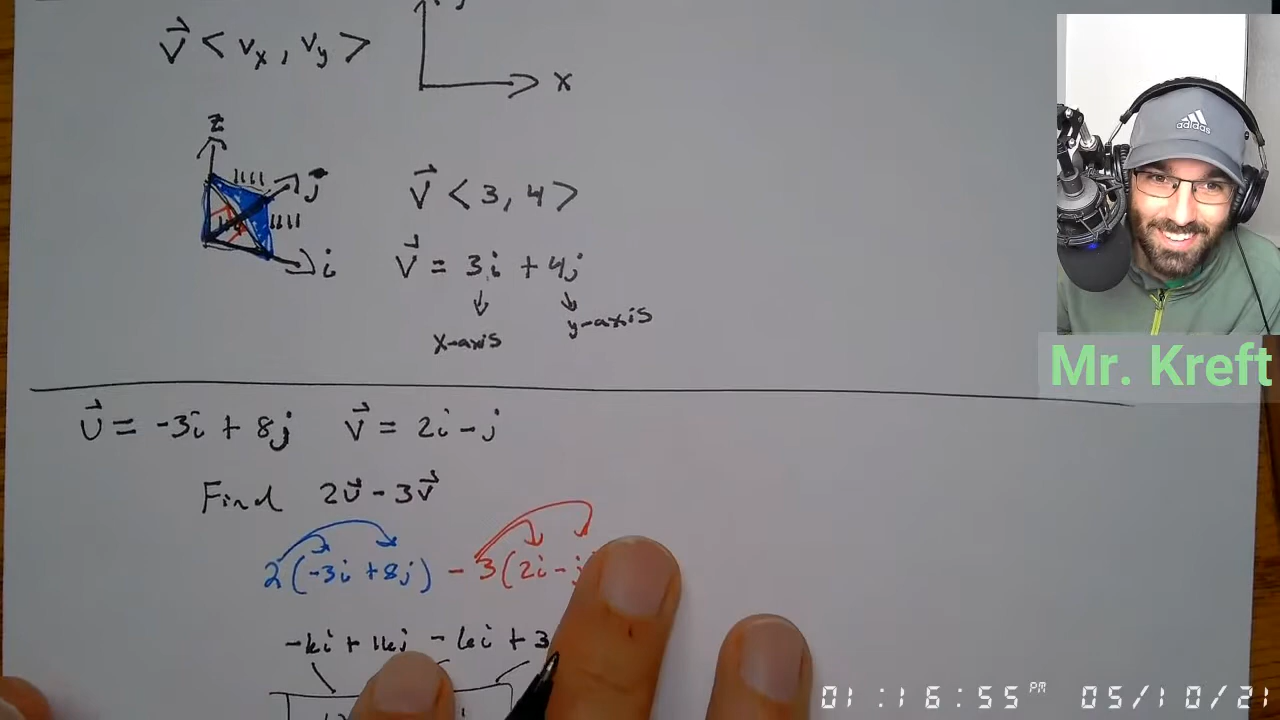 V < Vx , Vy >
x
z
j
V < 3, 4 >
i
V = 3i + 4j
y-axis
x-axis
adidas
Mr. Kreft
U = -3i + 8j V = 2i - j
Find 2U - 3V
2(-3i + 8j) - 3(2i - j
-6i + 16j - 6i + 3
01:16:55 PM 05/10/21